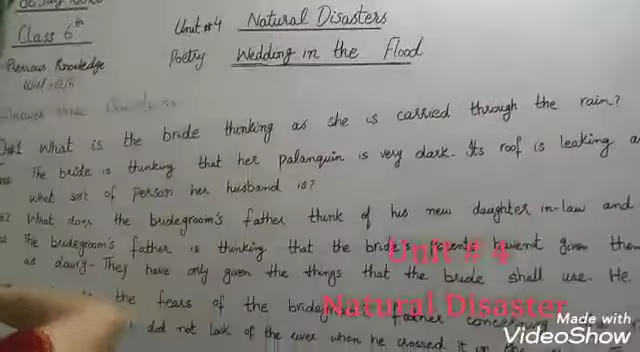 Class 6th
Unit #4 Natural Disasters
Previous Knowledge
Poetry Wedding in the Flood
Q#1 What is the bride thinking as she is carried through the rain?
The bride is thinking that her palanquin is very dark. Its roof is leaking
what sort of person her husband is?
What does the bridegroom's father think of his new daughter in-law and
The bridegroom's father is thinking that the bride's parents havent given them
as dowry. They have only given the things that the bride shall use. He
the fears of the bridegroom's father concerning the
did not look of the river when he crossed it in the
Unit # 4
Natural Disaster
Made with
VideoShow